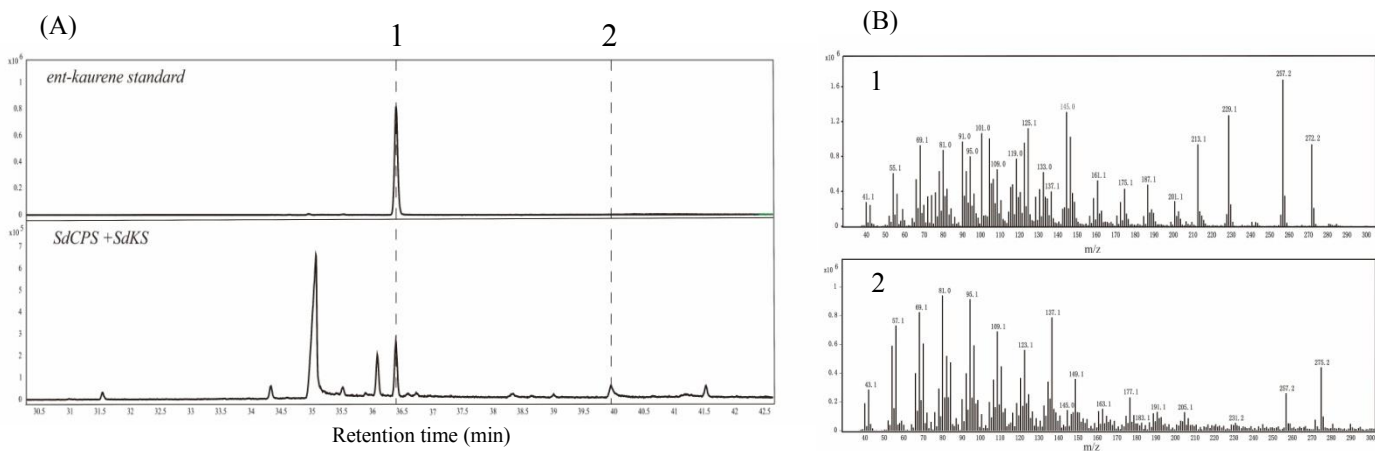 (A)
1
2
×10 6
ent-kaurene standard
1
0.8
0.6
0.4
0.2
0
×10 5
SdCPS +SdKS
7
6
5
4
3
2
1
0
30.5 31 31.5 32 32.5 33 33.5 34 34.5 35 35.5 36 36.5 37 37.5 38 38.5 39 39.5 40 40.5 41 41.5 42 42.5
Retention time (min)
(B)
×10 6
1
1.6
1.2
0.8
0.4
0
41.1 55.1 69.1 81.0 91.0 95.0 101.0 109.0 119.0 125.1 133.0 137.1 145.0 161.1 175.1 187.1 201.1 213.1 229.1 257.2 272.2
40 50 60 70 80 90 100 110 120 130 140 150 160 170 180 190 200 210 220 230 240 250 260 270 280 290 300
m/z
×10 6
2
1
0.8
0.6
0.4
0.2
0
43.1 57.1 69.1 81.0 95.1 109.1 123.1 137.1 145.0 149.1 163.1 177.1 183.1 191.1 205.1 231.2 257.2 275.2
40 50 60 70 80 90 100 110 120 130 140 150 160 170 180 190 200 210 220 230 240 250 260 270 280 290 300
m/z